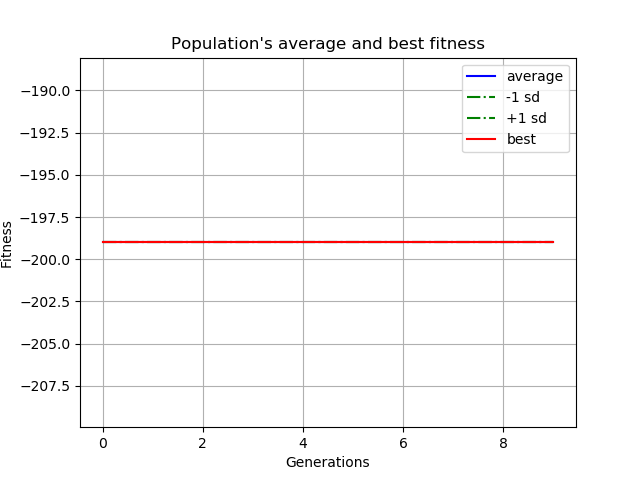 Population's average and best fitness
average
-1 sd
+1 sd
best
−190.0
−192.5
−195.0
−197.5
−200.0
−202.5
−205.0
−207.5
Fitness
0 2 4 6 8
Generations